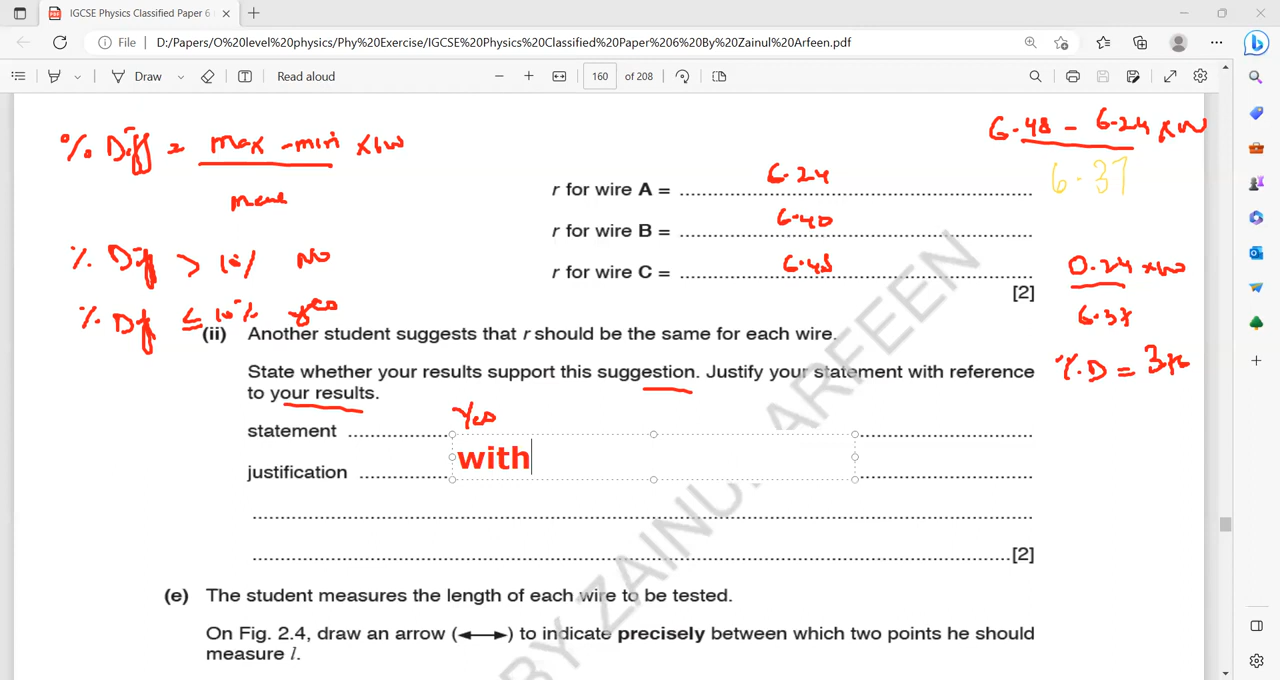 IGCSE Physics Classified Paper 6
File D:/Papers/O%20level%20physics/Phy%20Exercise/IGCSE%20Physics%20Classified%20Paper%206%20By%20Zainul%20Arfeen.pdf
Draw Read aloud 160 of 208
% Diff = max - min × 100
mean
6.48 - 6.24 × 100
6.37
r for wire A = 6.24
r for wire B = 6.40
r for wire C = 6.48
[2]
% Diff > 10% No
% Diff ≤ 10% yes
0.24 × 100
6.37
% D =
(ii) Another student suggests that r should be the same for each wire.
State whether your results support this suggestion. Justify your statement with reference
to your results.
statement Yes
justification with
[2]
(e) The student measures the length of each wire to be tested.
On Fig. 2.4, draw an arrow (↔) to indicate precisely between which two points he should
measure l.
BY ZAINUL ARFEEN